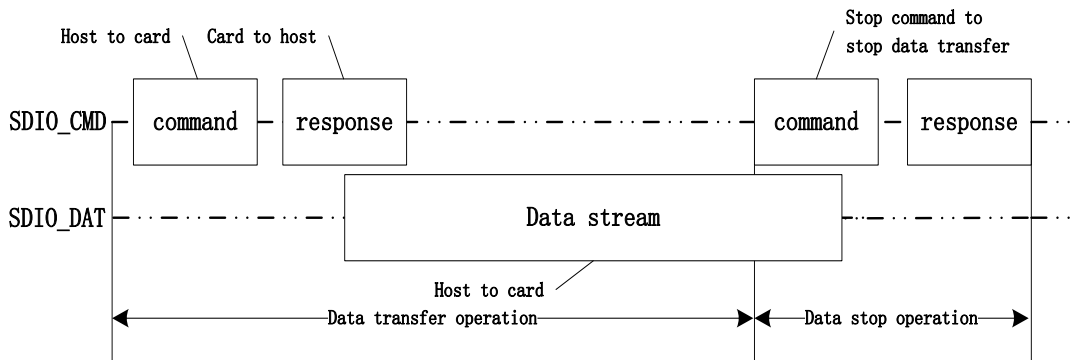 Stop command to
stop data transfer
Host to card
Card to host
SDIO_CMD
command
response
command
response
SDIO_DAT
Data stream
Host to card
Data transfer operation
Data stop operation